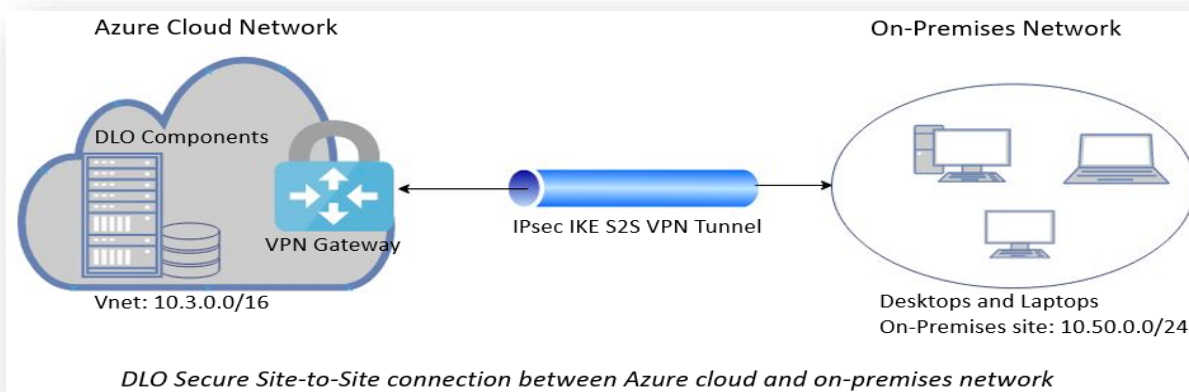 Azure Cloud Network
On-Premises Network
DLO Components
VPN Gateway
IPsec IKE S2S VPN Tunnel
Vnet: 10.3.0.0/16
Desktops and Laptops
On-Premises site: 10.50.0.0/24
DLO Secure Site-to-Site connection between Azure cloud and on-premises network